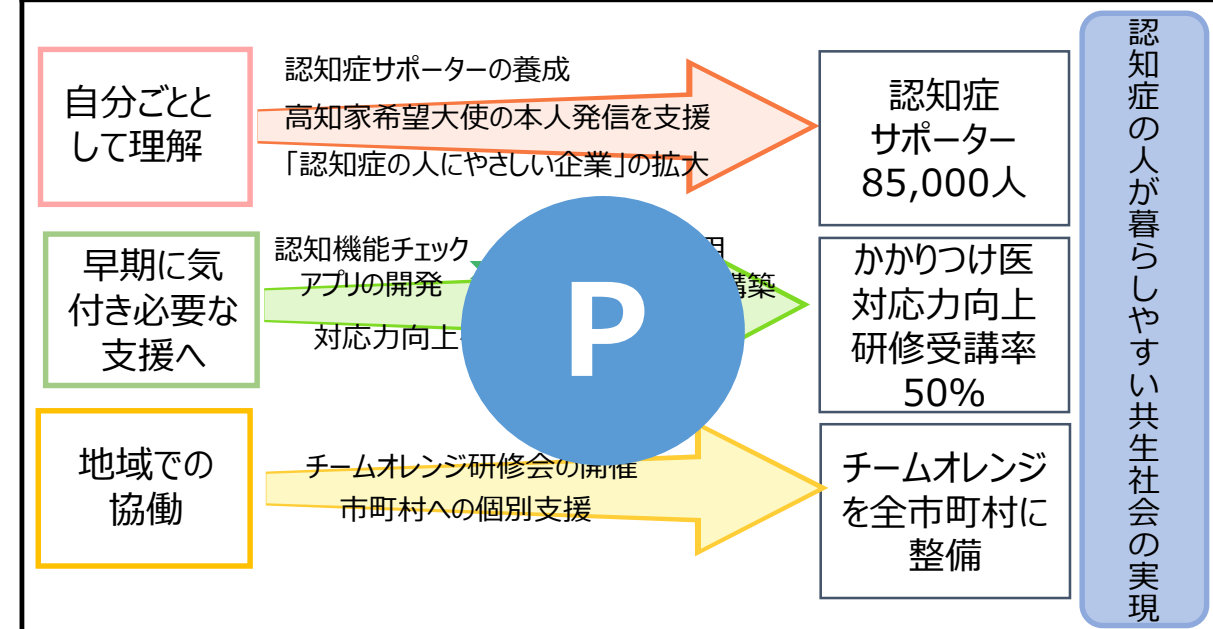 自分ごとと
して理解
認知症サポーターの養成
高知家希望大使の本人発信を支援
「認知症の人にやさしい企業」の拡大
認知症
サポーター
85,000人
早期に気
付き必要な
支援へ
認知機能チェック
アプリの開発
用
構築
対応力向上
P
かかりつけ医
対応力向上
研修受講率
50%
地域での
協働
チームオレンジ研修会の開催
市町村への個別支援
チームオレンジ
を全市町村に
整備
認知症の人が暮らしやすい共生社会の実現